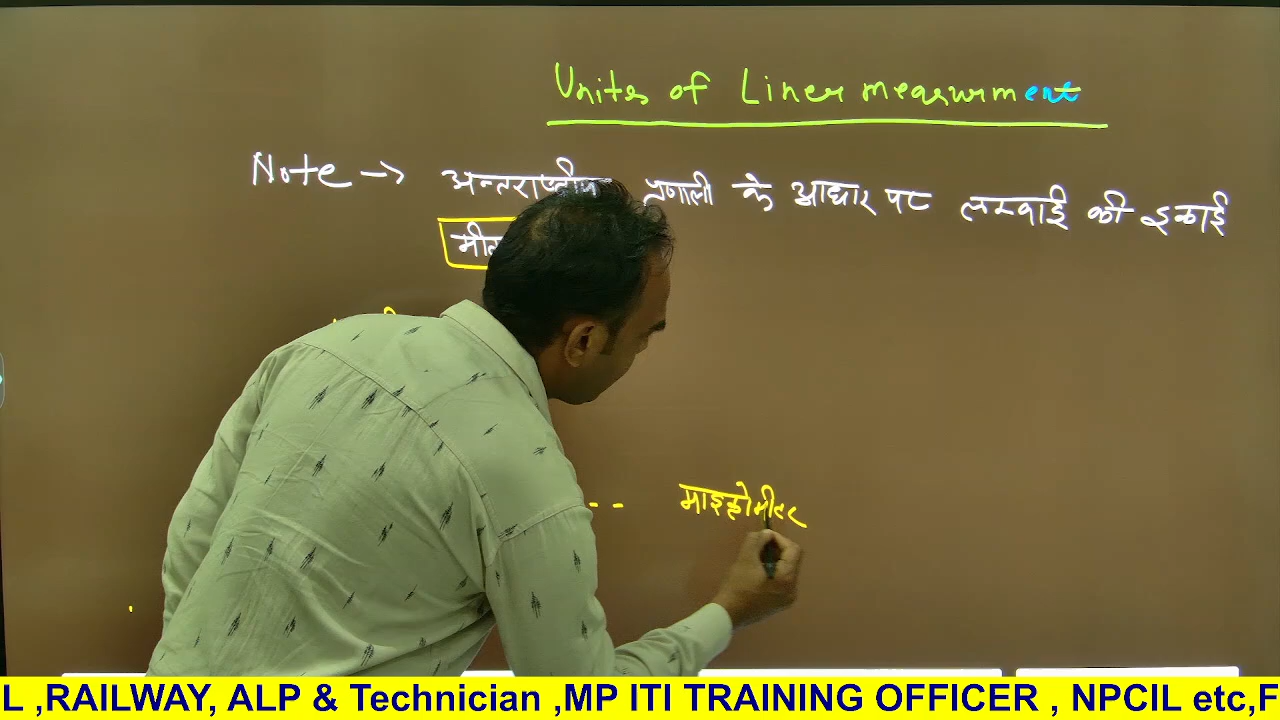 Unites of Liner measurment
Note → अन्तराष्ट्रीय प्रणाली के आधार पर लम्बाई की इकाई
-- माइक्रोमीटर
L ,RAILWAY, ALP & Technician ,MP ITI TRAINING OFFICER , NPCIL etc,F